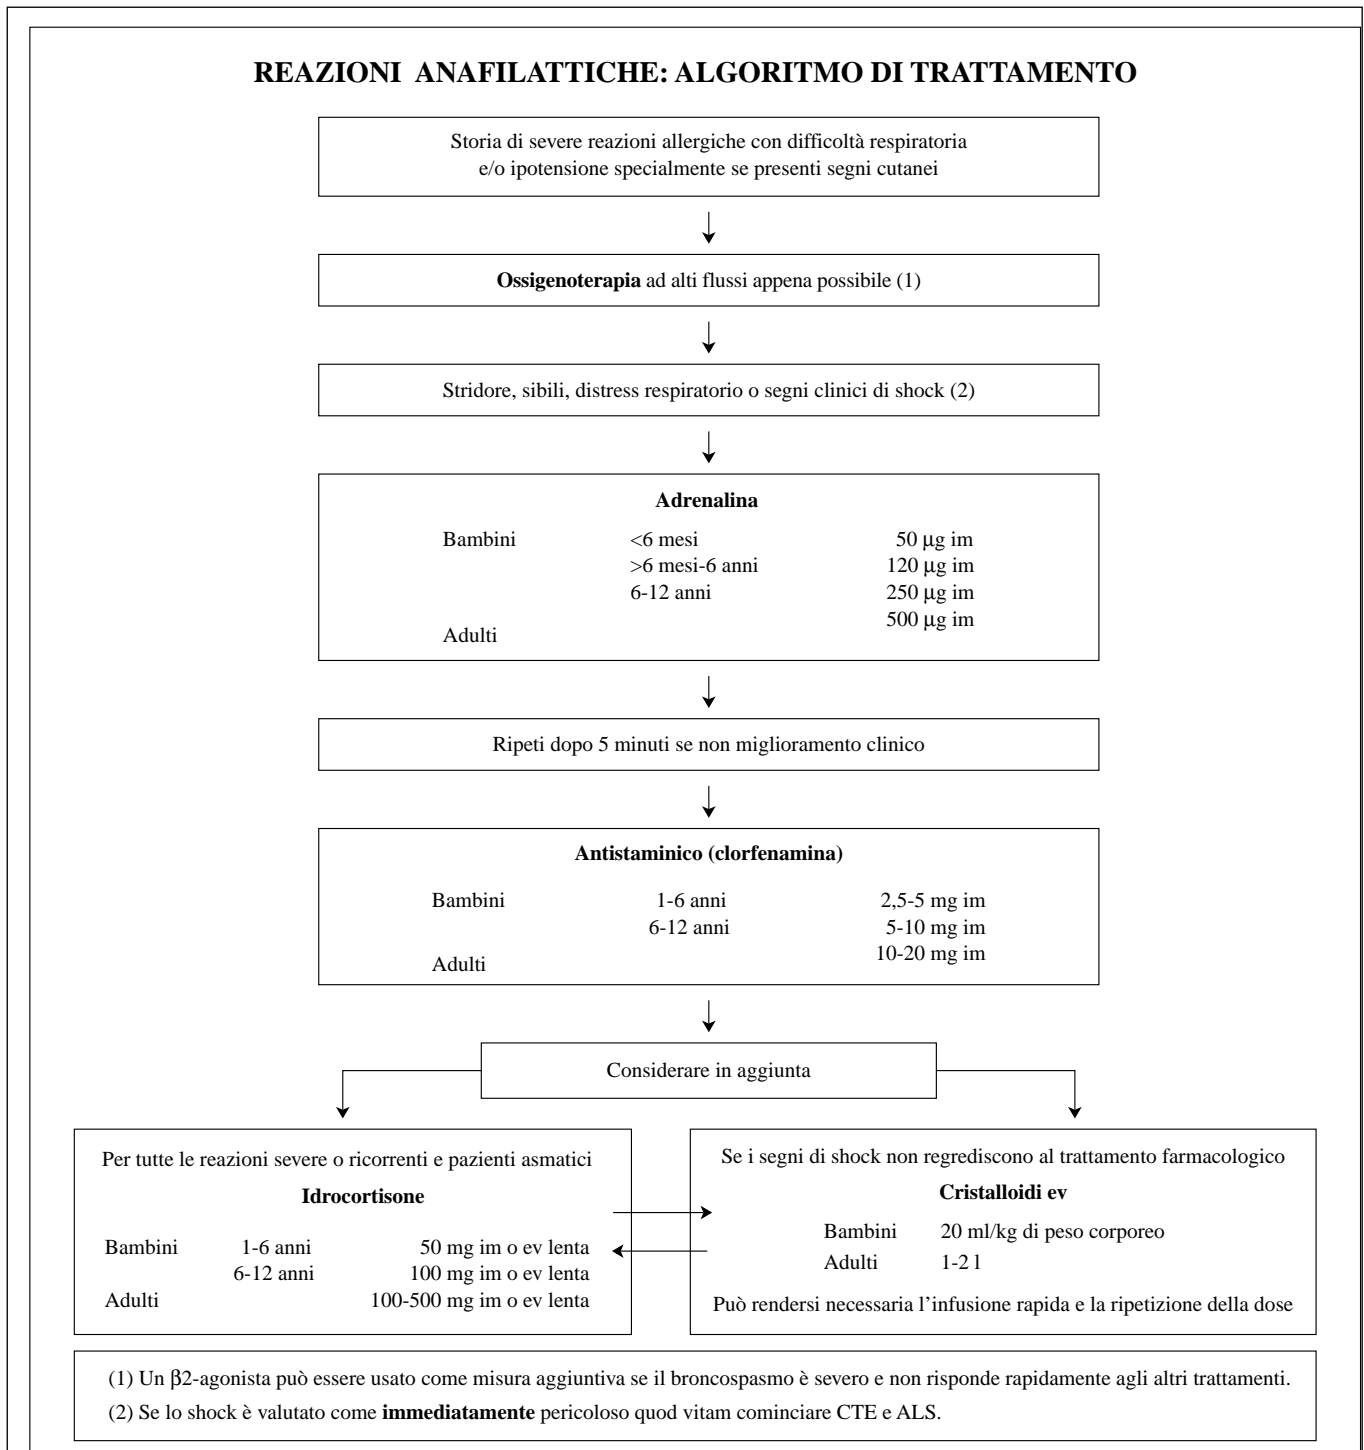 REAZIONI ANAFILATTICHE: ALGORITMO DI TRATTAMENTO
Storia di severe reazioni allergiche con difficoltà respiratoria
e/o ipotensione specialmente se presenti segni cutanei
Ossigenoterapia ad alti flussi appena possibile (1)
Stridore, sibili, distress respiratorio o segni clinici di shock (2)
Adrenalina
Bambini <6 mesi 50 µg im
>6 mesi-6 anni 120 µg im
6-12 anni 250 µg im
500 µg im
Adulti
Ripeti dopo 5 minuti se non miglioramento clinico
Antistaminico (clorfenamina)
Bambini 1-6 anni 2,5-5 mg im
6-12 anni 5-10 mg im
10-20 mg im
Adulti
Considerare in aggiunta
Per tutte le reazioni severe o ricorrenti e pazienti asmatici
Idrocortisone
Bambini 1-6 anni 50 mg im o ev lenta
6-12 anni 100 mg im o ev lenta
Adulti 100-500 mg im o ev lenta
Se i segni di shock non regrediscono al trattamento farmacologico
Cristalloidi ev
Bambini 20 ml/kg di peso corporeo
Adulti 1-2 l
Può rendersi necessaria l’infusione rapida e la ripetizione della dose
(1) Un β2-agonista può essere usato come misura aggiuntiva se il broncospasmo è severo e non risponde rapidamente agli altri trattamenti.
(2) Se lo shock è valutato come immediatamente pericoloso quod vitam cominciare CTE e ALS.